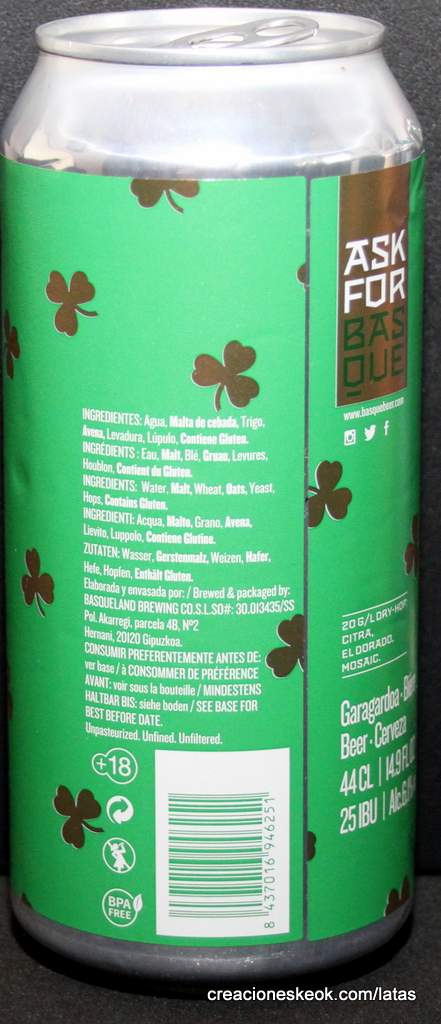 INGREDIENTES: Agua, Malta de cebada, Trigo,
Avena, Levadura, Lúpulo, Contiene Gluten.
INGRÉDIENTS : Eau, Malt, Blé, Gruau, Levures,
Houblon, Contient du Gluten.
INGREDIENTS: Water, Malt, Wheat, Oats, Yeast,
Hops, Contains Gluten.
INGREDIENTI: Acqua, Malto, Grano, Avena,
Lievito, Luppolo, Contiene Glutine.
ZUTATEN: Wasser, Gerstenmalz, Weizen, Hafer,
Hefe, Hopfen, Enthält Gluten.
Elaborada y envasada por: / Brewed & packaged by:
BASQUELAND BREWING CO.S.L.SO#: 30.013435/SS
Pol. Akarregi, parcela 4B, Nº2
Hernani, 20120 Gipuzkoa.
CONSUMIR PREFERENTEMENTE ANTES DE:
ver base / à CONSOMMER DE PRÉFÉRENCE
AVANT: voir sous la bouteille / MINDESTENS
HALTBAR BIS: siehe boden / SEE BASE FOR
BEST BEFORE DATE.
Unpasteurized. Unfined. Unfiltered.
+18
BPA
FREE
8 437016 946251
ASK
FOR
BAS
QUE
www.basquebeer.com
20G/L DRY-HOP
CITRA,
EL DORADO,
MOSAIC.
Garagardoa · Bière
Beer · Cerveza
44 CL | 14.9 FL
25 IBU | Alc.6.
creacioneskeok.com/latas